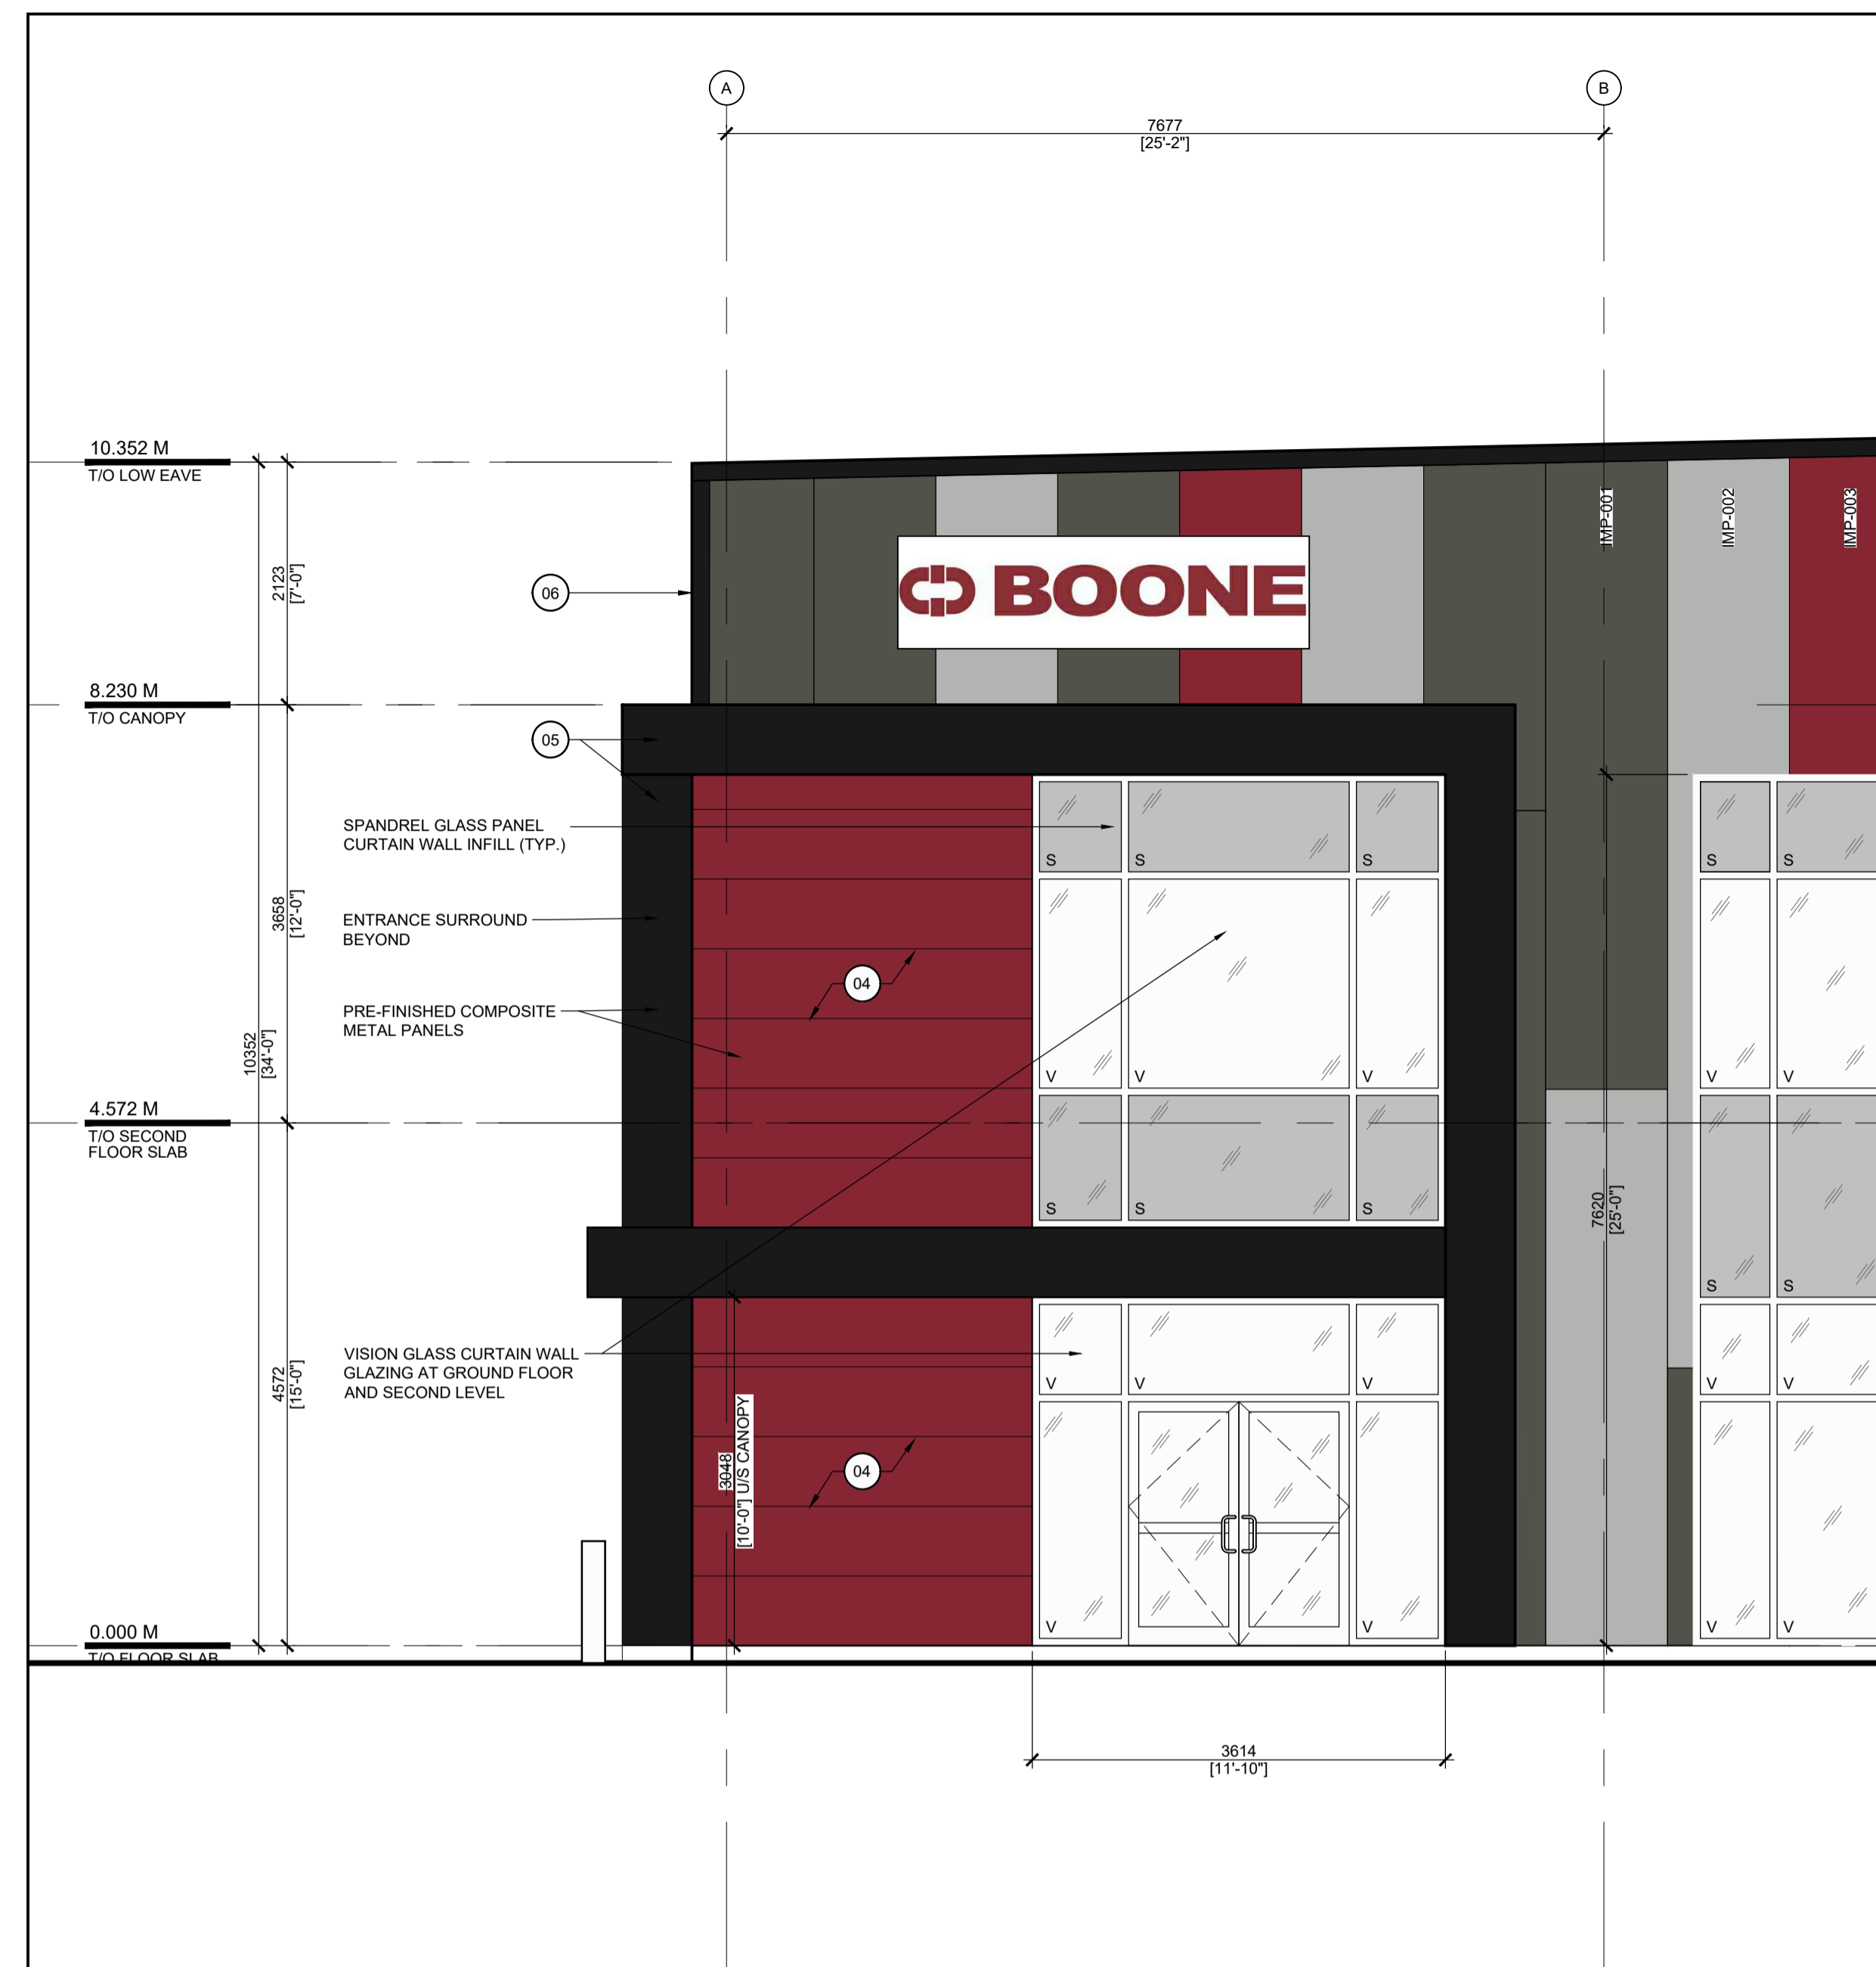 A
B
7677
[25'-2"]
10.352 M
T/O LOW EAVE
IMP-001
IMP-002
IMP-003
2123
[7'-0"]
06
BOONE
8.230 M
T/O CANOPY
05
SPANDREL GLASS PANEL
CURTAIN WALL INFILL (TYP.)
S
S
S
S
S
3658
[12'-0"]
ENTRANCE SURROUND
BEYOND
04
PRE-FINISHED COMPOSITE
METAL PANELS
10352
[34'-0"]
V
V
V
V
V
4.572 M
T/O SECOND
FLOOR SLAB
S
S
S
7620
[25'-0"]
S
S
VISION GLASS CURTAIN WALL
GLAZING AT GROUND FLOOR
AND SECOND LEVEL
4572
[15'-0"]
V
V
V
V
V
3048
[10'-0"] U/S CANOPY
04
V
V
V
V
0.000 M
T/O FLOOR SLAB
3614
[11'-10"]